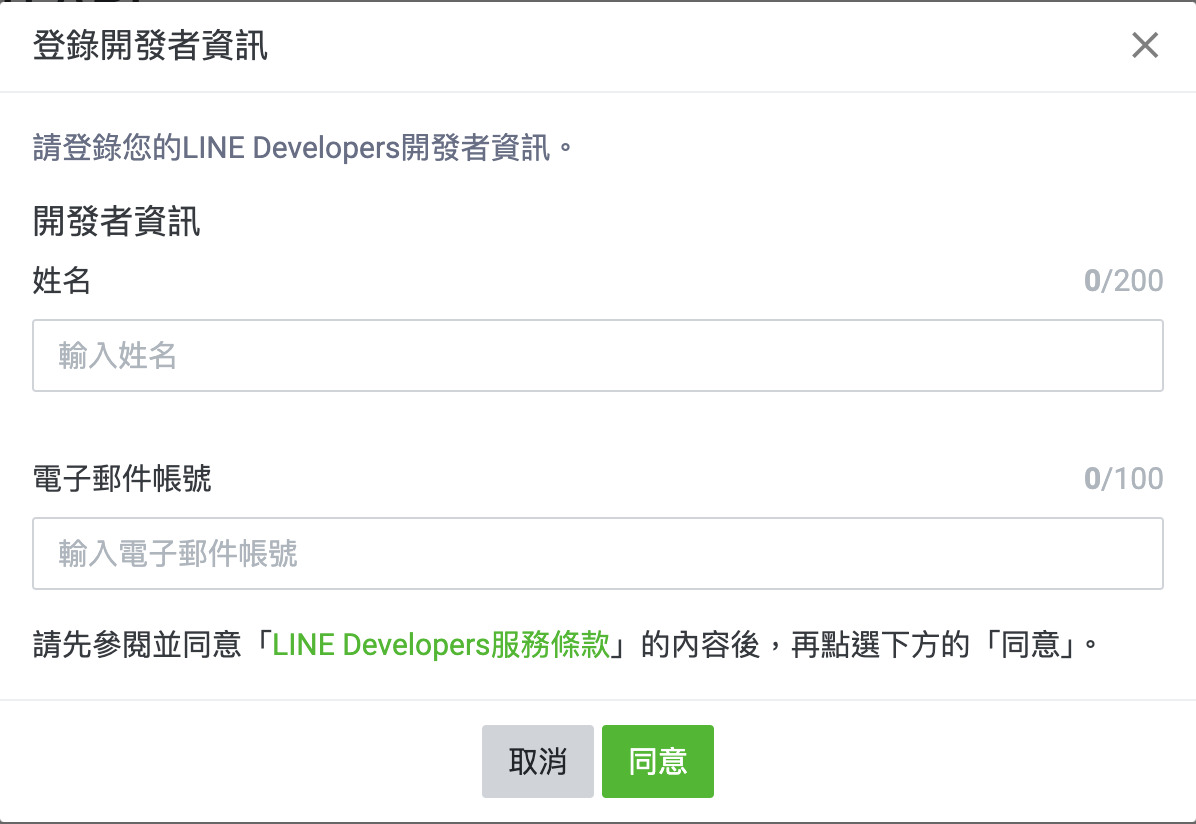 登錄開發者資訊
請登錄您的LINE Developers開發者資訊。
開發者資訊
姓名
0/200
輸入姓名
電子郵件帳號
0/100
輸入電子郵件帳號
請先參閱並同意「LINE Developers服務條款」的內容後，再點選下方的「同意」。
取消
同意